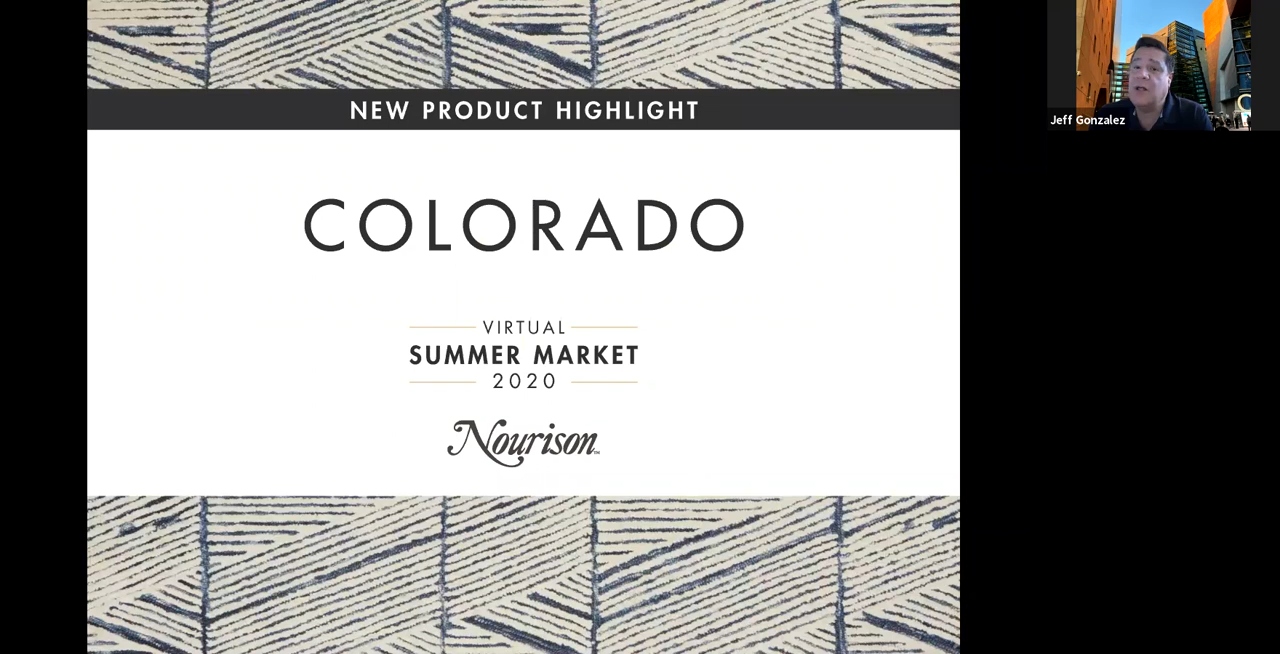 NEW PRODUCT HIGHLIGHT
COLORADO
VIRTUAL
SUMMER MARKET
2020
Nourison
Jeff Gonzalez